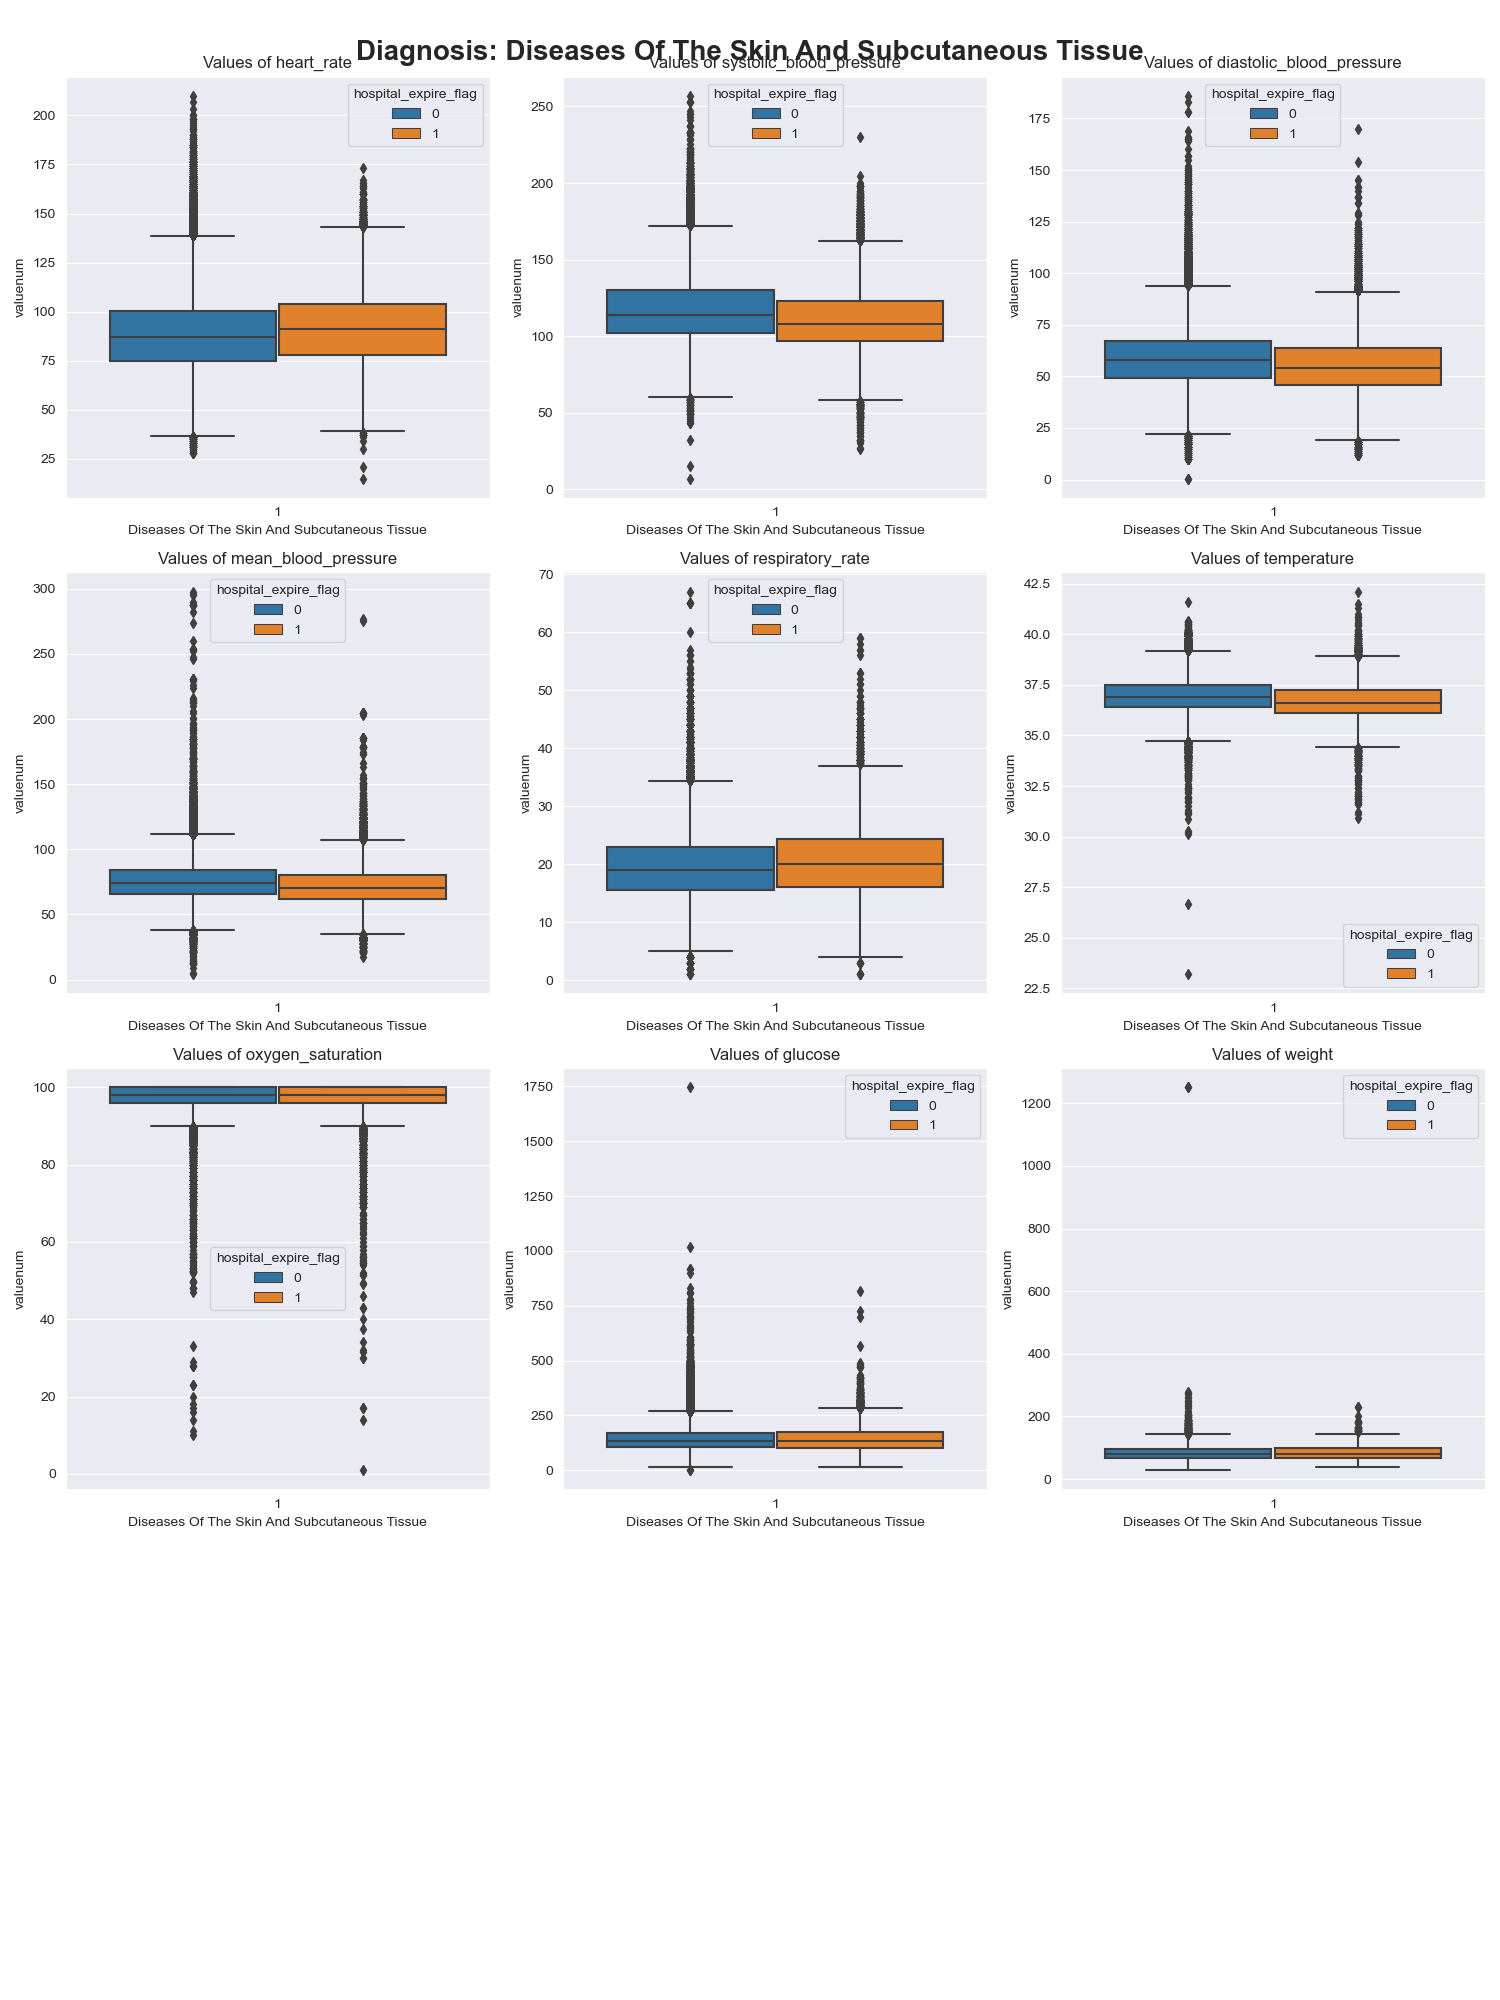 Diagnosis: Diseases Of The Skin And Subcutaneous Tissue
Values of heart_rate
hospital_expire_flag
0
1
200
175
150
125
100
75
50
25
valuenum
1
Diseases Of The Skin And Subcutaneous Tissue
Values of systolic_blood_pressure
hospital_expire_flag
0
1
250
200
150
100
50
0
valuenum
1
Diseases Of The Skin And Subcutaneous Tissue
Values of diastolic_blood_pressure
hospital_expire_flag
0
1
175
150
125
100
75
50
25
0
valuenum
1
Diseases Of The Skin And Subcutaneous Tissue
Values of mean_blood_pressure
hospital_expire_flag
0
1
300
250
200
150
100
50
0
valuenum
1
Diseases Of The Skin And Subcutaneous Tissue
Values of respiratory_rate
hospital_expire_flag
0
1
70
60
50
40
30
20
10
0
valuenum
1
Diseases Of The Skin And Subcutaneous Tissue
Values of temperature
42.5
40.0
37.5
35.0
32.5
30.0
27.5
25.0
22.5
valuenum
hospital_expire_flag
0
1
1
Diseases Of The Skin And Subcutaneous Tissue
Values of oxygen_saturation
100
80
60
40
20
0
valuenum
hospital_expire_flag
0
1
1
Diseases Of The Skin And Subcutaneous Tissue
Values of glucose
hospital_expire_flag
0
1
1750
1500
1250
1000
750
500
250
0
valuenum
1
Diseases Of The Skin And Subcutaneous Tissue
Values of weight
hospital_expire_flag
0
1
1200
1000
800
600
400
200
0
valuenum
1
Diseases Of The Skin And Subcutaneous Tissue